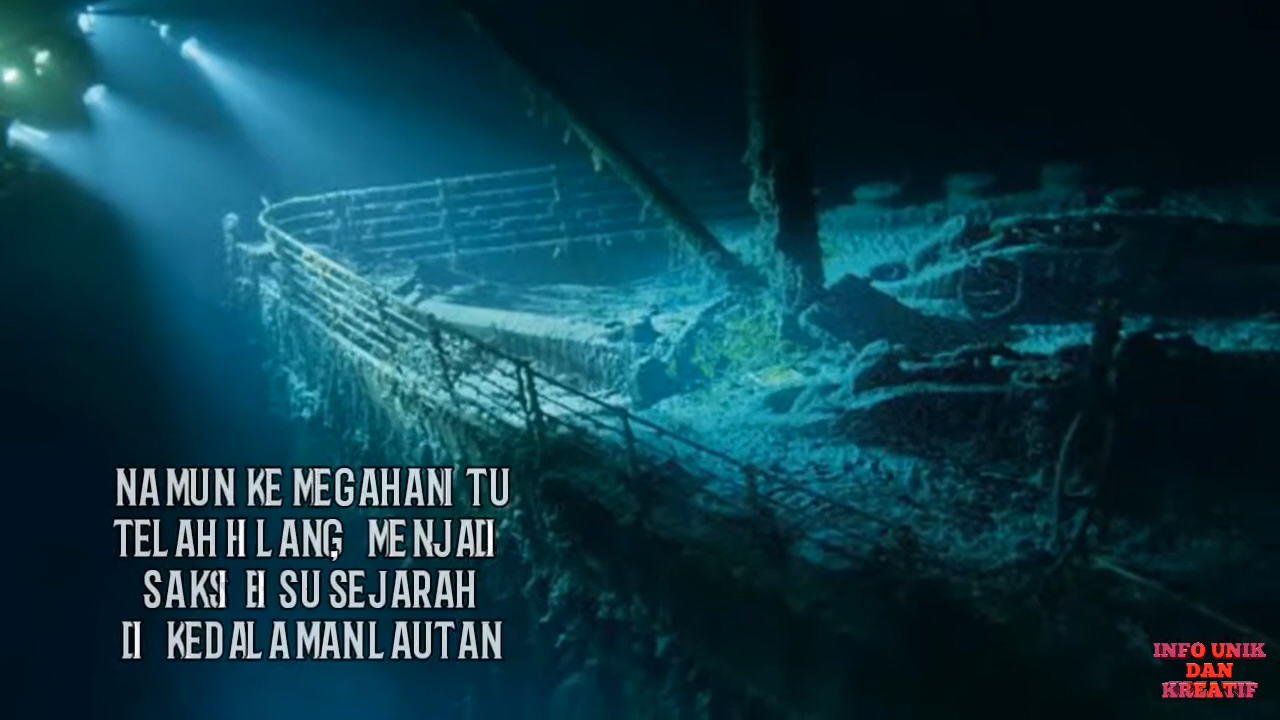 NAMUN KEMEGAHAN ITU
TELAH HILANG, MENJADI
SAKSI BISU SEJARAH
DI KEDALAMAN LAUTAN
INFO UNIK
DAN
KREATIF